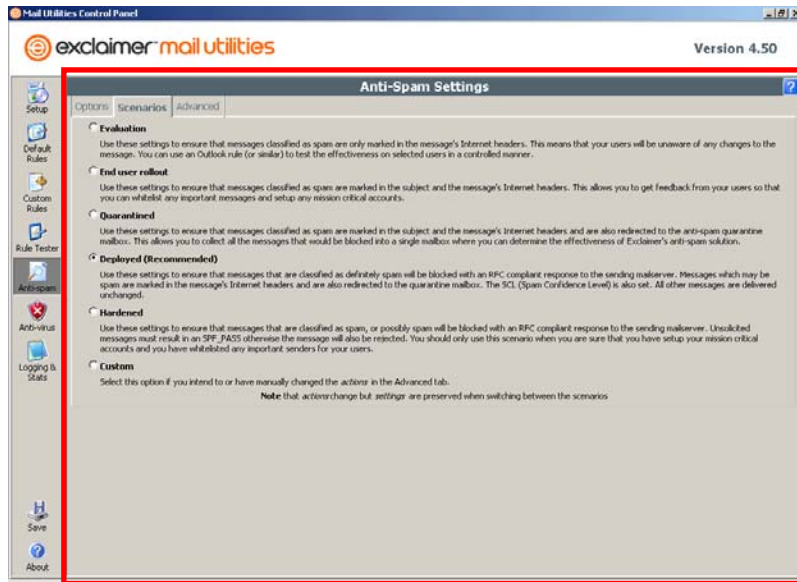 Mail Utilities Control Panel
exclaimer mail utilities
Version 4.50
Anti-Spam Settings
?
Options Scenarios Advanced
Setup
Default
Rules
Custom
Rules
Rule Tester
Anti-spam
Anti-virus
Logging &
Stats
Save
About
Evaluation
Use these settings to ensure that messages classified as spam are only marked in the message's Internet headers. This means that your users will be unaware of any changes to the
message. You can use an Outlook rule (or similar) to test the effectiveness on selected users in a controlled manner.
End user rollout
Use these settings to ensure that messages classified as spam are marked in the subject and the message's Internet headers. This allows you to get feedback from your users so that
you can whitelist any important messages and setup any mission critical accounts.
Quarantined
Use these settings to ensure that messages classified as spam are marked in the subject and the message's Internet headers and are also redirected to the anti-spam quarantine
mailbox. This allows you to collect all the messages that would be blocked into a single mailbox where you can determine the effectiveness of Exclaimer's anti-spam solution.
Deployed (Recommended)
Use these settings to ensure that messages that are classified as definitely spam will be blocked with an RFC compliant response to the sending mailserver. Messages which may be
spam are marked in the message's Internet headers and are also redirected to the quarantine mailbox. The SCL (Spam Confidence Level) is also set. All other messages are delivered
unchanged.
Hardened
Use these settings to ensure that messages that are classified as spam, or possibly spam will be blocked with an RFC compliant response to the sending mailserver. Unsolicited
messages must result in an SPF_PASS otherwise the message will also be rejected. You should only use this scenario when you are sure that you have setup your mission critical
accounts and you have whitelisted any important senders for your users.
Custom
Select this option if you intend to or have manually changed the actions in the Advanced tab.
Note that actions change but settings are preserved when switching between the scenarios